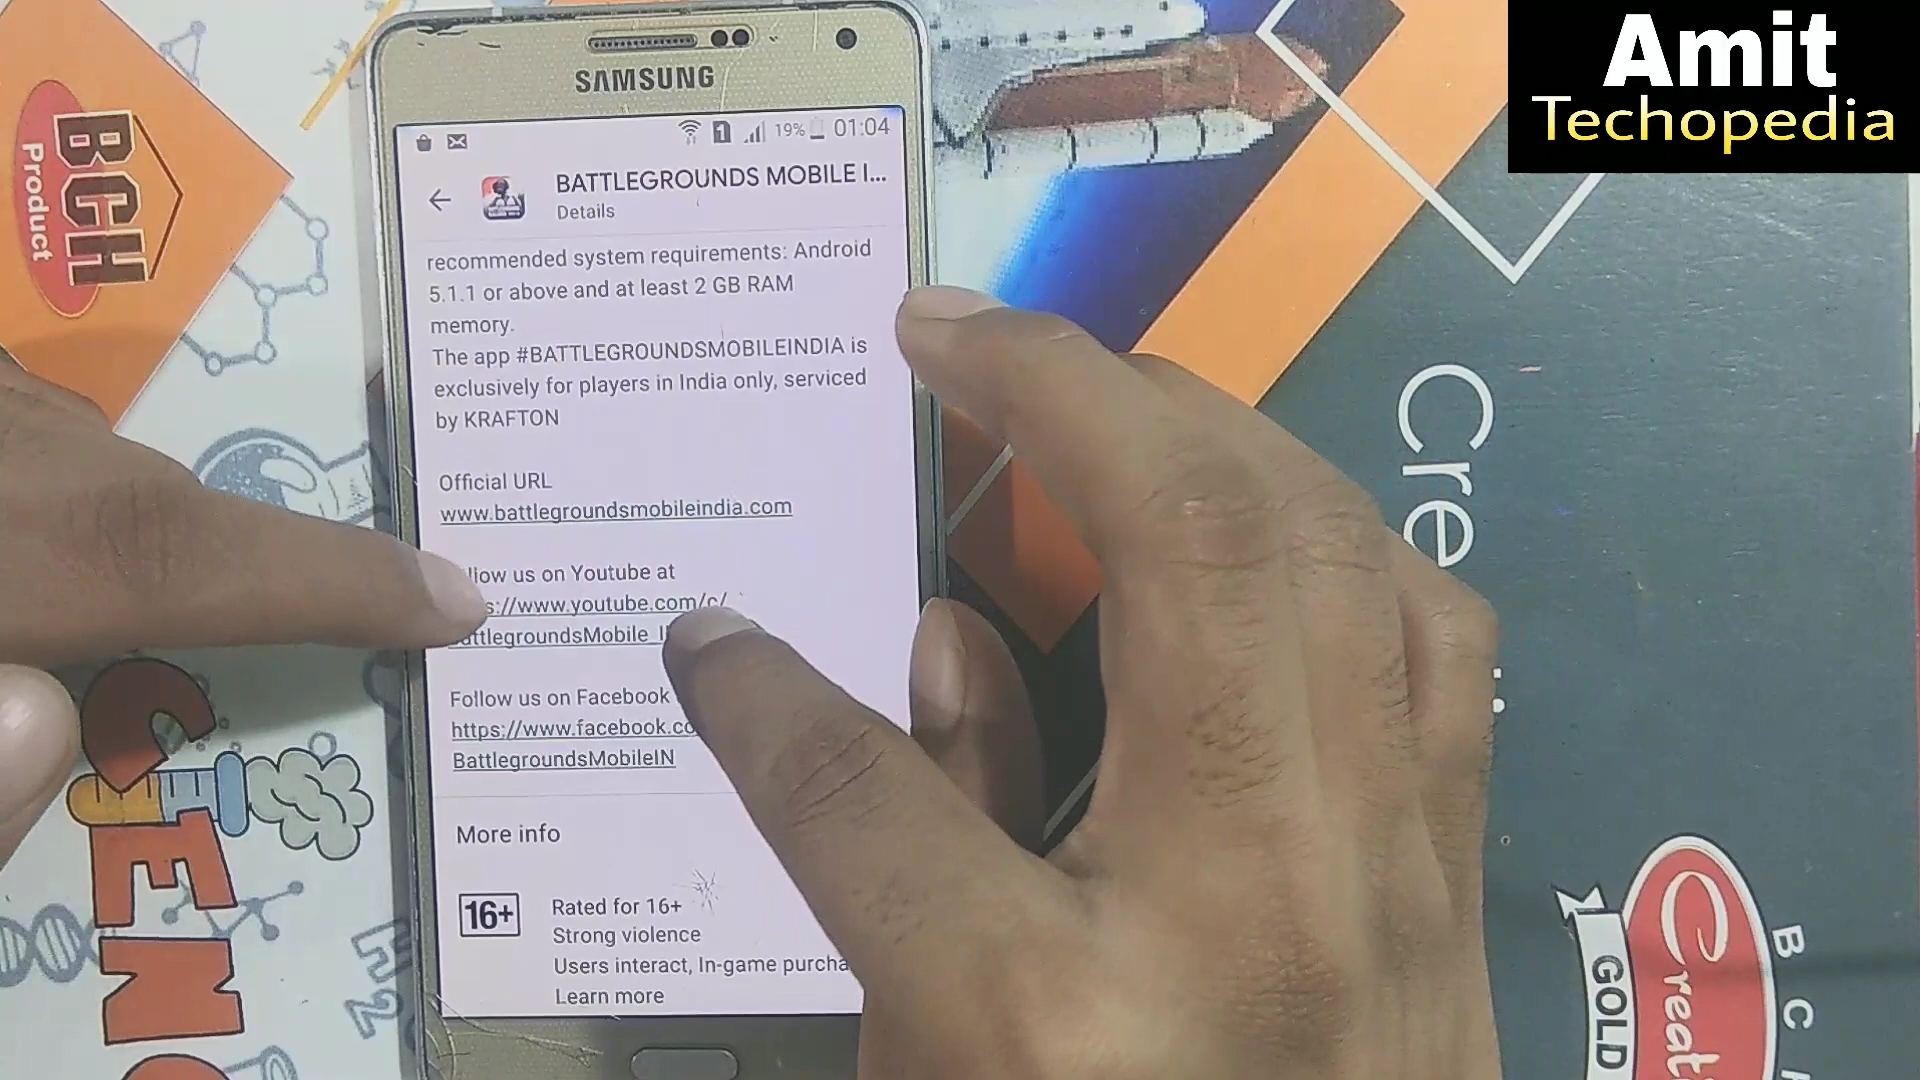 Amit
Techopedia
BCH
Product
SAMSUNG
19% 01:04
BATTLEGROUNDS MOBILE I...
Details
recommended system requirements: Android
5.1.1 or above and at least 2 GB RAM
memory.
The app #BATTLEGROUNDSMOBILEINDIA is
exclusively for players in India only, serviced
by KRAFTON
Official URL
www.battlegroundsmobileindia.com
us on Youtube at
://www.youtube.com/c/
Follow us on Facebook
https://www.facebook.co
BattlegroundsMobileIN
More info
16+
Rated for 16+
Strong violence
Users interact, In-game purcha
Learn more
H2
Cre
GOLD
Creat
B C